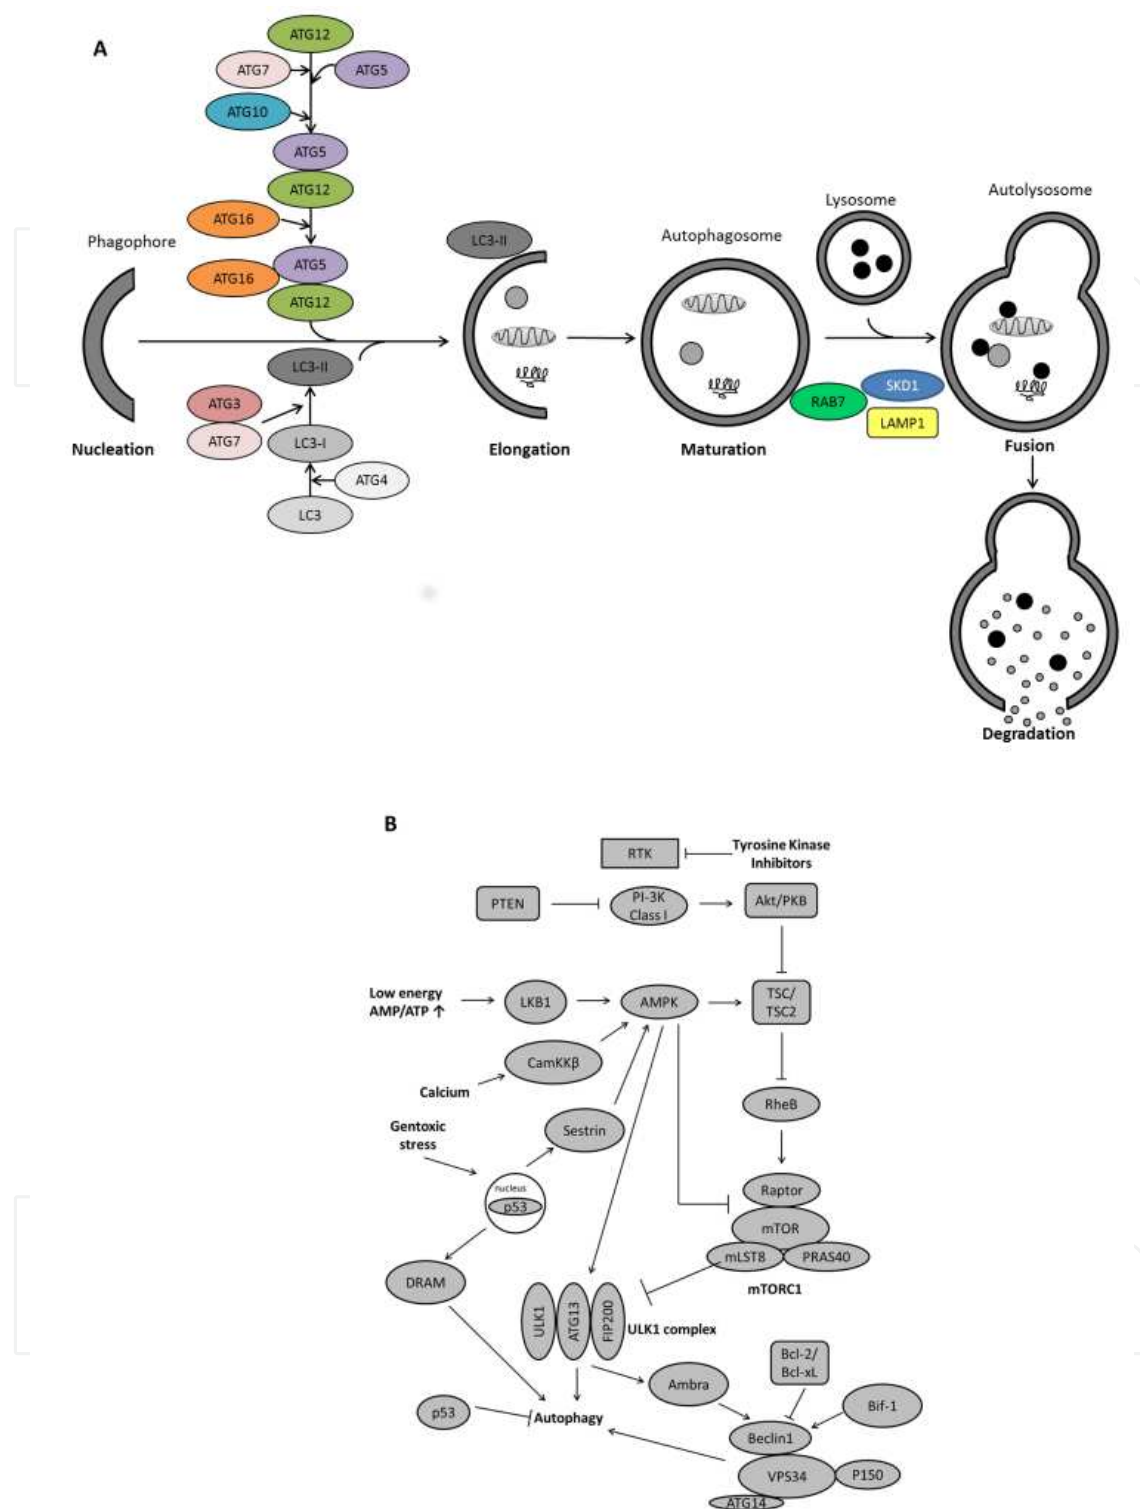 A
ATG12
ATG7
ATG5
ATG10
ATG5
ATG12
ATG16
ATG5
ATG16
ATG12
Phagophore
LC3-II
ATG3
ATG7
LC3-I
ATG4
LC3
Nucleation
LC3-II
Elongation
Autophagosome
Maturation
Lysosome
RAB7
SKD1
LAMP1
Autolysosome
Fusion
Degradation
B
RTK
Tyrosine Kinase
Inhibitors
PTEN
PI-3K
Class I
Akt/PKB
Low energy
AMP/ATP ↑
LKB1
AMPK
TSC/
TSC2
CamKKβ
Calcium
RheB
Gentoxic
stress
Sestrin
nucleus
p53
Raptor
mTOR
mLST8
PRAS40
mTORC1
DRAM
ULK1
ATG13
FIP200
ULK1 complex
Bcl-2/
Bcl-xL
Ambra
Bif-1
p53
Autophagy
Beclin1
VPS34
P150
ATG14